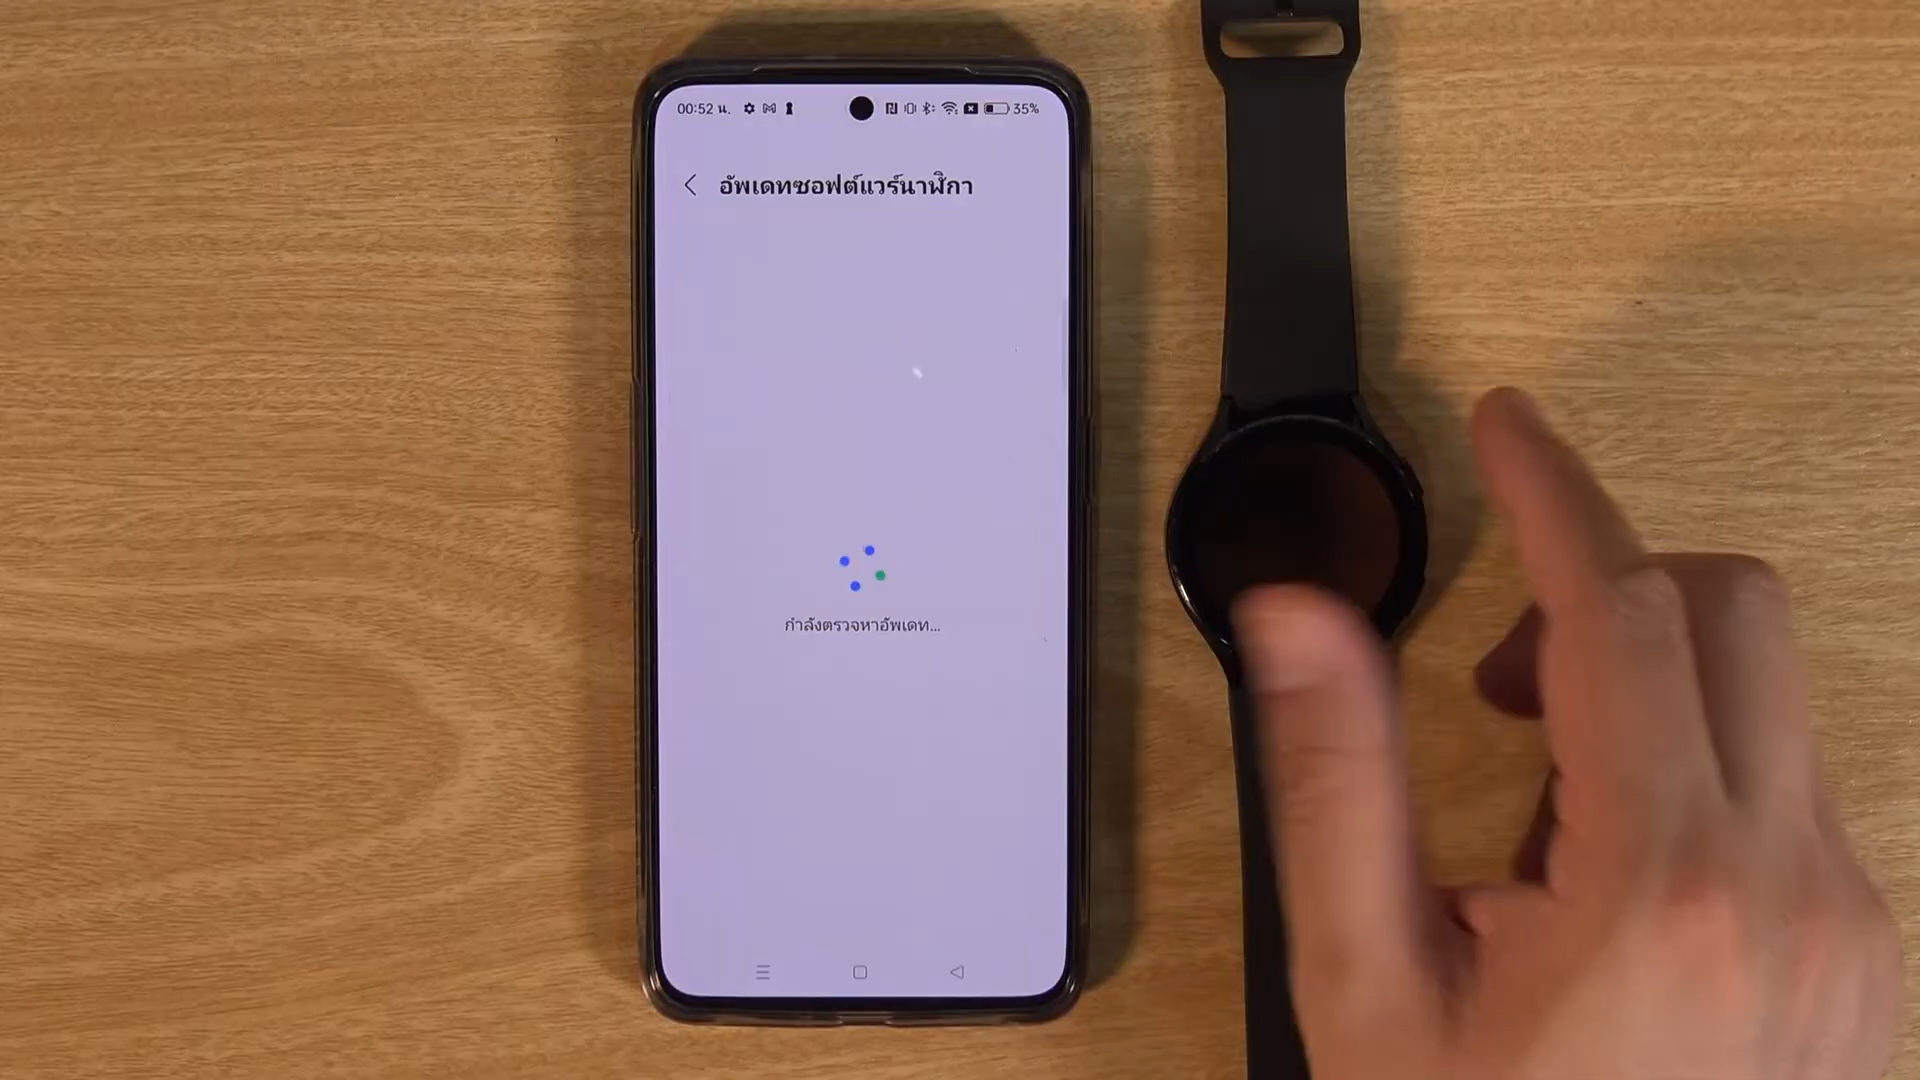 00:52 น. 35%
อัพเดทซอฟต์แวร์นาฬิกา
กำลังตรวจหาอัพเดท...